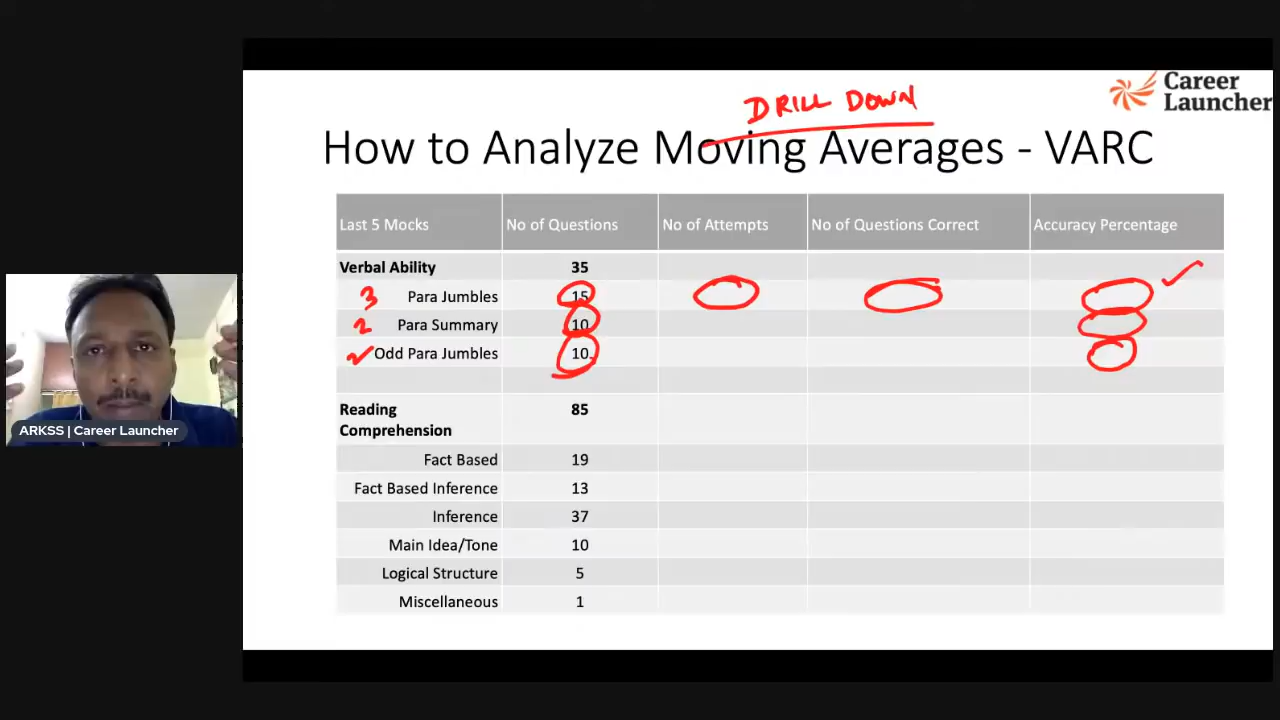 Career
Launcher
DRILL DOWN
How to Analyze Moving Averages - VARC
Last 5 Mocks No of Questions No of Attempts No of Questions Correct Accuracy Percentage
Verbal Ability 35
3 Para Jumbles 15
2 Para Summary 10
Odd Para Jumbles 10
Reading
Comprehension 85
Fact Based 19
Fact Based Inference 13
Inference 37
Main Idea/Tone 10
Logical Structure 5
Miscellaneous 1
ARKSS | Career Launcher